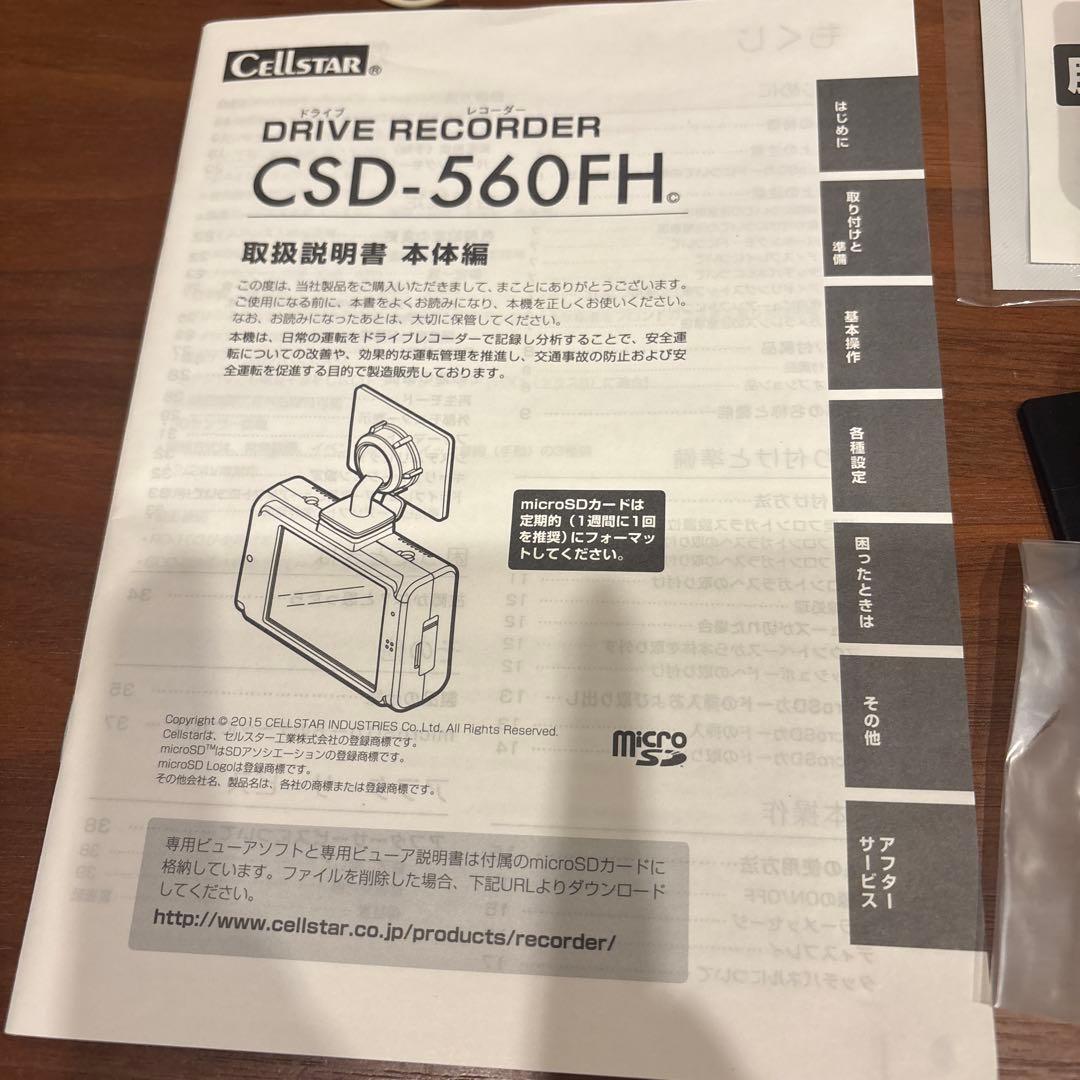 CELLSTAR®
ドライブ レコーダー
DRIVE RECORDER
CSD-560FH©
取扱説明書 本体編
この度は、当社製品をご購入いただきまして、まことにありがとうございます。
ご使用になる前に、本書をよくお読みになり、本機を正しくお使いください。
なお、お読みになったあとは、大切に保管してください。
本機は、日常の運転をドライブレコーダーで記録し分析することで、安全運
転についての改善や、効果的な運転管理を推進し、交通事故の防止および安
全運転を促進する目的で製造販売しております。
microSDカードは
定期的（1週間に1回
を推奨）にフォーマッ
トしてください。
Copyright © 2015 CELLSTAR INDUSTRIES Co.,Ltd. All Rights Reserved.
Cellstarは、セルスター工業株式会社の登録商標です。
microSD™はSDアソシエーションの登録商標です。
microSD Logoは登録商標です。
その他会社名、製品名は、各社の商標または登録商標です。
micro
SD
専用ビューアソフトと専用ビューア説明書は付属のmicroSDカードに
格納しています。ファイルを削除した場合、下記URLよりダウンロード
してください。
http://www.cellstar.co.jp/products/recorder/
はじめに
取り付けと
準備
基本操作
各種設定
困ったときは
その他
アフター
サービス